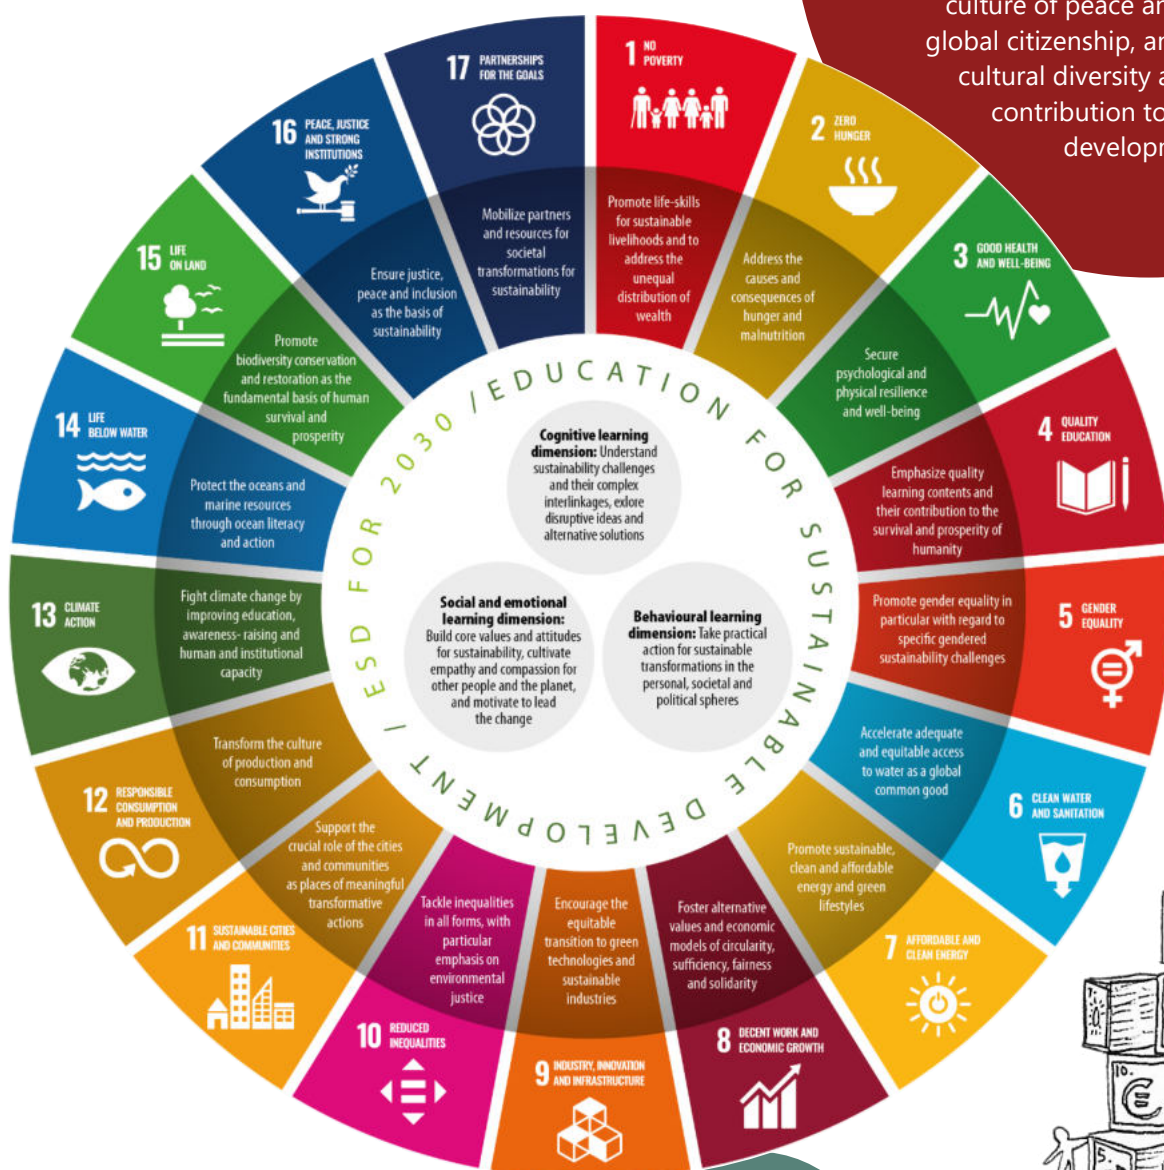 culture of peace an
global citizenship, an
cultural diversity a
contribution to
developm
1 NO
POVERTY
Promote life-skills
for sustainable
livelihoods and to
address the
unequal
distribution of
wealth
2 ZERO
HUNGER
Address the
causes and
consequences of
hunger and
malnutrition
3 GOOD HEALTH
AND WELL-BEING
Secure
psychological and
physical resilience
and well-being
4 QUALITY
EDUCATION
Emphasize quality
learning contents and
their contribution to the
survival and prosperity of
humanity
5 GENDER
EQUALITY
Promote gender equality in
particular with regard to
specific gendered
sustainability challenges
6 CLEAN WATER
AND SANITATION
Accelerate adequate
and equitable access
to water as a global
common good
7 AFFORDABLE AND
CLEAN ENERGY
Promote sustainable,
clean and affordable
energy and green
lifestyles
8 DECENT WORK AND
ECONOMIC GROWTH
Foster alternative
values and economic
models of circularity,
sufficiency, fairness
and solidarity
9 INDUSTRY, INNOVATION
AND INFRASTRUCTURE
Encourage the
equitable
transition to green
technologies and
sustainable
industries
10 REDUCED
INEQUALITIES
Tackle inequalities
in all forms, with
particular
emphasis on
environmental
justice
11 SUSTAINABLE CITIES
AND COMMUNITIES
Support the
crucial role of the cities
and communities
as places of meaningful
transformative
actions
12 RESPONSIBLE
CONSUMPTION
AND PRODUCTION
Transform the culture
of production and
consumption
13 CLIMATE
ACTION
Fight climate change by
improving education,
awareness- raising and
human and institutional
capacity
14 LIFE
BELOW WATER
Protect the oceans and
marine resources
through ocean literacy
and action
15 LIFE
ON LAND
Promote
biodiversity conservation
and restoration as the
fundamental basis of human
survival and
prosperity
16 PEACE, JUSTICE
AND STRONG
INSTITUTIONS
Ensure justice,
peace and inclusion
as the basis of
sustainability
17 PARTNERSHIPS
FOR THE GOALS
Mobilize partners
and resources for
societal
transformations for
sustainability
ESD FOR 2030 / EDUCATION FOR SUSTAINABLE DEVELOPMENT /
Cognitive learning
dimension: Understand
sustainability challenges
and their complex
interlinkages, exlore
disruptive ideas and
alternative solutions
Social and emotional
learning dimension:
Build core values and attitudes
for sustainability, cultivate
empathy and compassion for
other people and the planet,
and motivate to lead
the change
Behavioural learning
dimension: Take practical
action for sustainable
transformations in the
personal, societal and
political spheres
10.
€
5.